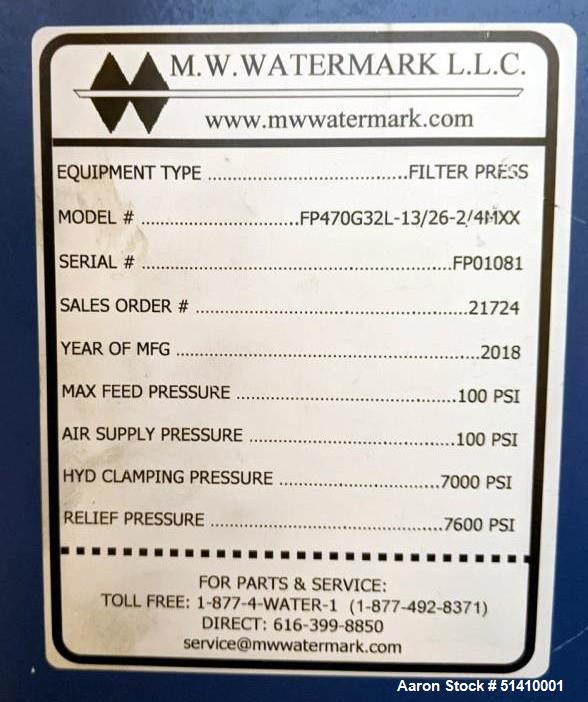 M.W.WATERMARK L.L.C.
www.mwwatermark.com
EQUIPMENT TYPE ........................................FILTER PRESS
MODEL # ................................FP470G32L-13/26-2/4MXX
SERIAL # ..............................................................FP01081
SALES ORDER # ......................................................21724
YEAR OF MFG .............................................................2018
MAX FEED PRESSURE ............................................100 PSI
AIR SUPPLY PRESSURE .........................................100 PSI
HYD CLAMPING PRESSURE ................................7000 PSI
RELIEF PRESSURE ..............................................7600 PSI
FOR PARTS & SERVICE:
TOLL FREE: 1-877-4-WATER-1 (1-877-492-8371)
DIRECT: 616-399-8850
service@mwwatermark.com
Aaron Stock # 51410001